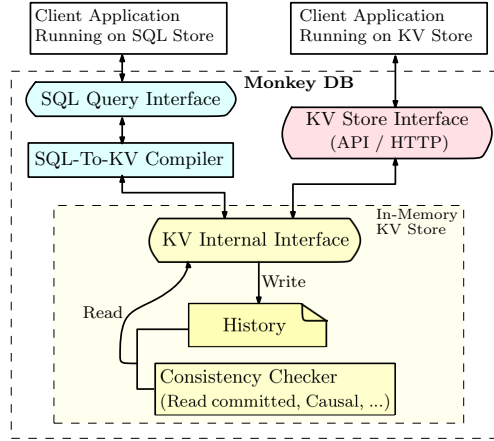 Client Application
Running on SQL Store
Client Application
Running on KV Store
Monkey DB
SQL Query Interface
KV Store Interface
(API / HTTP)
SQL-To-KV Compiler
In-Memory
KV Store
KV Internal Interface
Write
Read
History
Consistency Checker
(Read committed, Causal, ...)